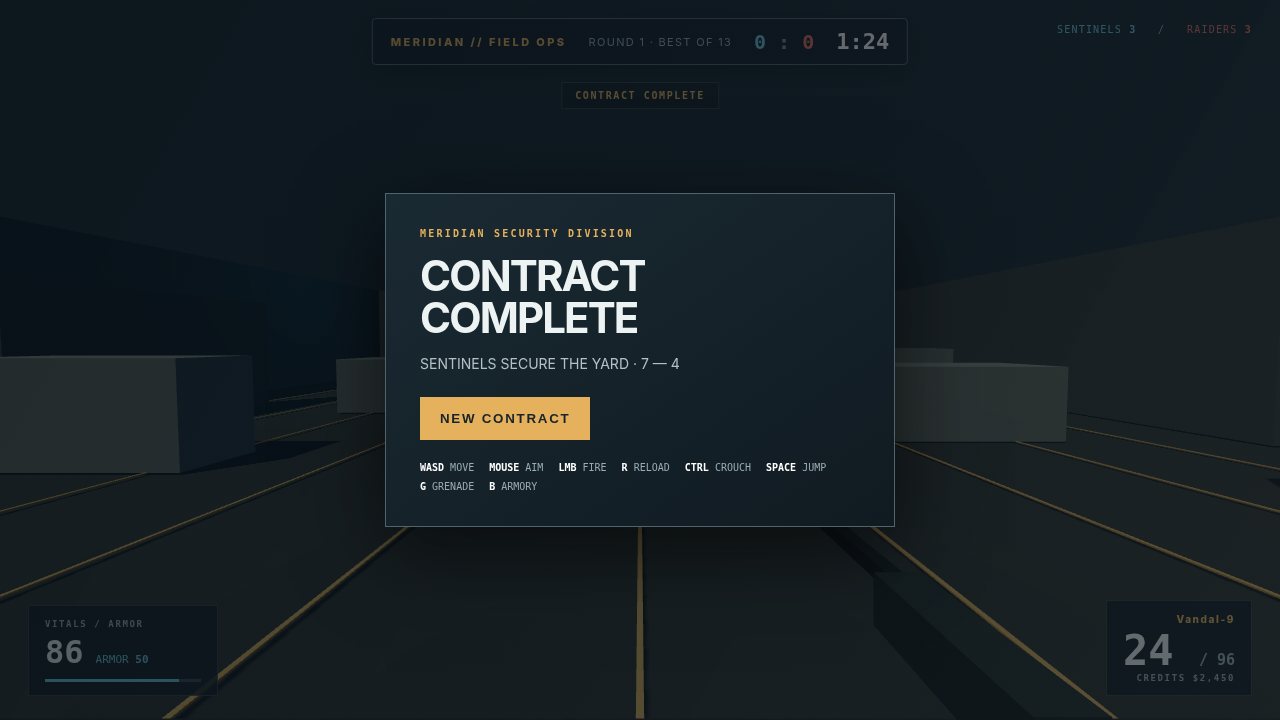 MERIDIAN // FIELD OPS ROUND 1 · BEST OF 13 0 : 0 1:24
SENTINELS 3 / RAIDERS 3
CONTRACT COMPLETE
MERIDIAN SECURITY DIVISION
CONTRACT
COMPLETE
SENTINELS SECURE THE YARD · 7 — 4
NEW CONTRACT
WASD MOVE MOUSE AIM LMB FIRE R RELOAD CTRL CROUCH SPACE JUMP
G GRENADE B ARMORY
VITALS / ARMOR
86 ARMOR 50
Vandal-9
24 / 96
CREDITS $2,450